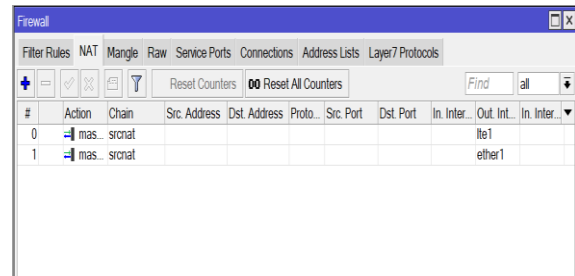 Firewall
Filter Rules NAT Mangle Raw Service Ports Connections Address Lists Layer7 Protocols
Reset Counters 00 Reset All Counters Find all
# Action Chain Src. Address Dst. Address Proto... Src. Port Dst. Port In. Inter... Out. Int... In. Inter...
0 mas... srcnat lte1
1 mas... srcnat ether1